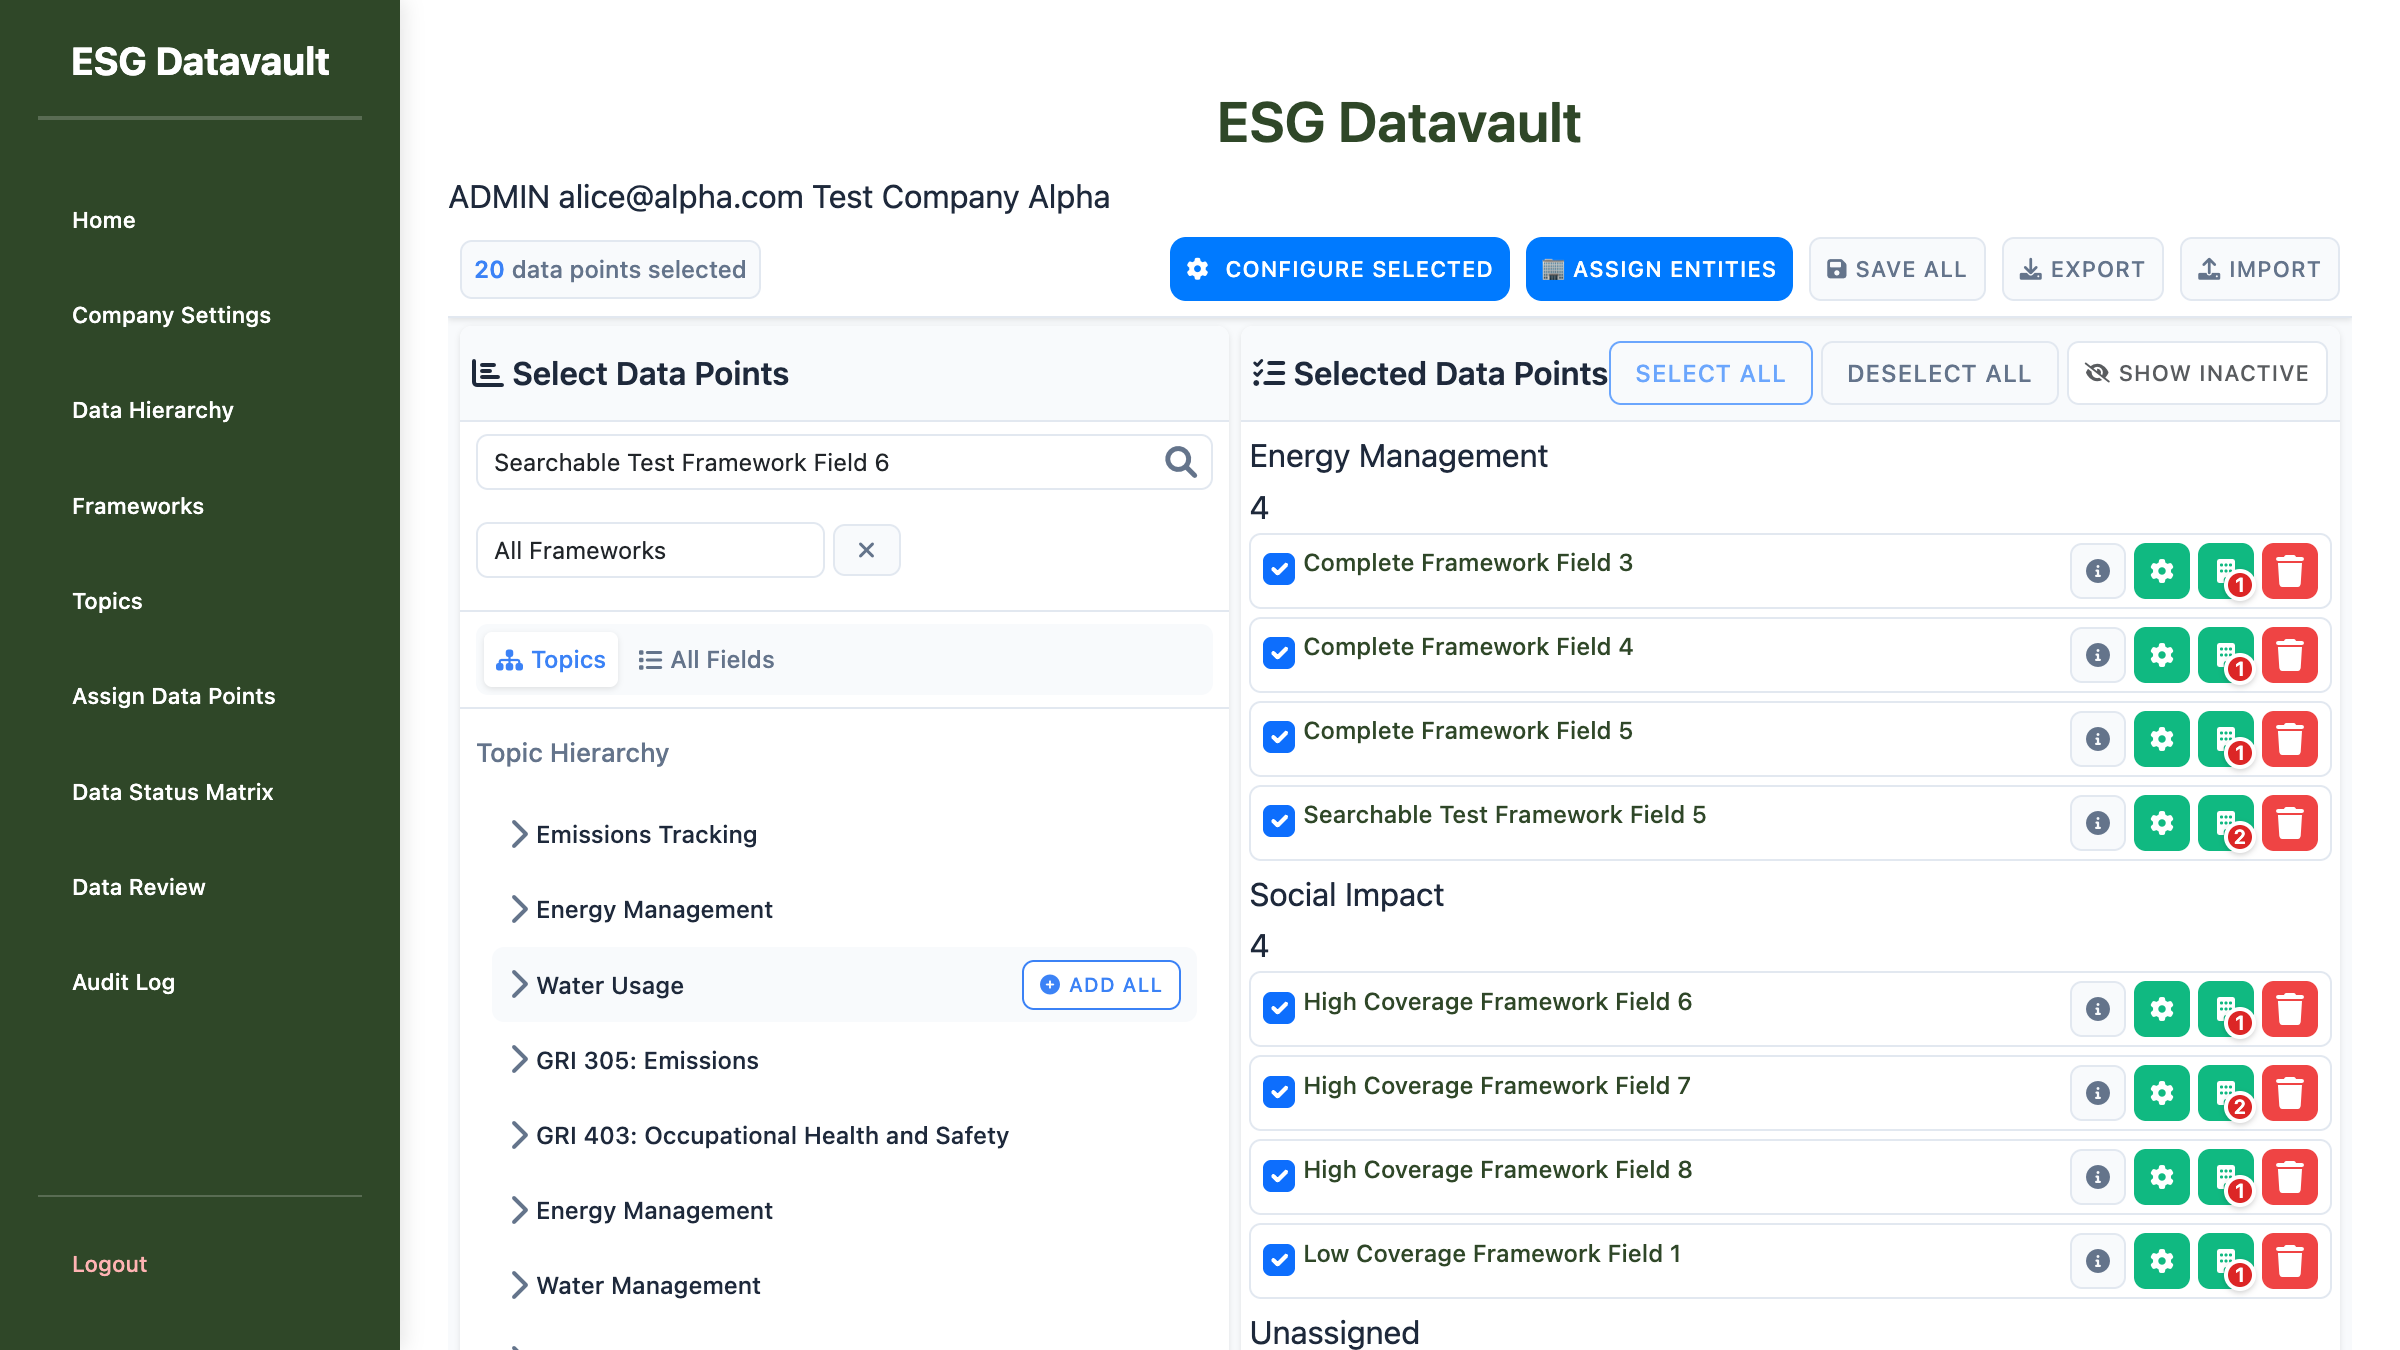 ESG Datavault
Home
Company Settings
Data Hierarchy
Frameworks
Topics
Assign Data Points
Data Status Matrix
Data Review
Audit Log
Logout
ESG Datavault
ADMIN alice@alpha.com Test Company Alpha
20 data points selected
CONFIGURE SELECTED
ASSIGN ENTITIES
SAVE ALL
EXPORT
IMPORT
Select Data Points
Searchable Test Framework Field 6
All Frameworks
Topics
All Fields
Topic Hierarchy
Emissions Tracking
Energy Management
Water Usage
ADD ALL
GRI 305: Emissions
GRI 403: Occupational Health and Safety
Energy Management
Water Management
Selected Data Points
SELECT ALL
DESELECT ALL
SHOW INACTIVE
Energy Management
4
Complete Framework Field 3
1
Complete Framework Field 4
1
Complete Framework Field 5
1
Searchable Test Framework Field 5
2
Social Impact
4
High Coverage Framework Field 6
1
High Coverage Framework Field 7
2
High Coverage Framework Field 8
1
Low Coverage Framework Field 1
1
Unassigned